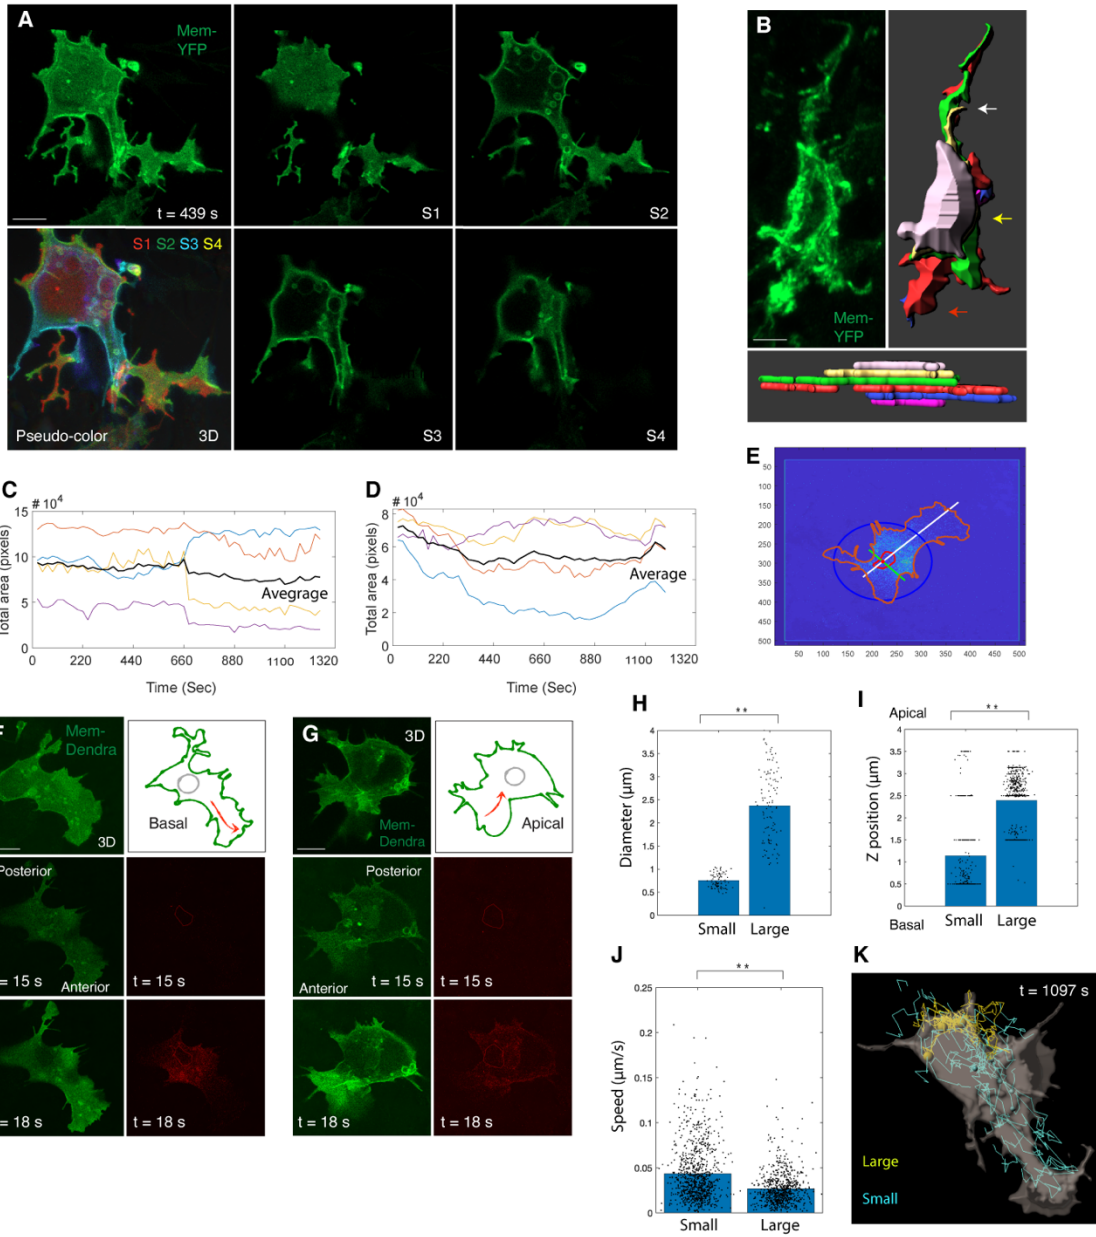 A
Mem-
YFP
t = 439 s
S1
S2
S1 S2 S3 S4
Pseudo-color
3D
S3
S4
B
Mem-
YFP
C
# 10^4
15
10
5
0
Total area (pixels)
Avegrage
0 220 440 660 880 1100 1320
Time (Sec)
D
# 10^4
8
6
4
2
0
Total area (pixels)
Average
0 220 440 660 880 1100 1320
Time (Sec)
E
50
100
150
200
250
300
350
400
450
500
50 100 150 200 250 300 350 400 450 500
F
Mem-
Dendra
3D
Basal
Posterior
= 15 s
Anterior
t = 15 s
= 18 s
t = 18 s
G
3D
Mem-
Dendra
Apical
Posterior
t = 15 s
Anterior
t = 15 s
t = 18 s
t = 18 s
H
**
4
3.5
3
2.5
2
1.5
1
0.5
0
Diameter (μm)
Small Large
I
Apical
**
4
3.5
3
2.5
2
1.5
1
0.5
0
Z position (μm)
Basal
Small Large
J
**
0.25
0.2
0.15
0.1
0.05
0
Speed (μm/s)
Small Large
K
t = 1097 s
Large
Small